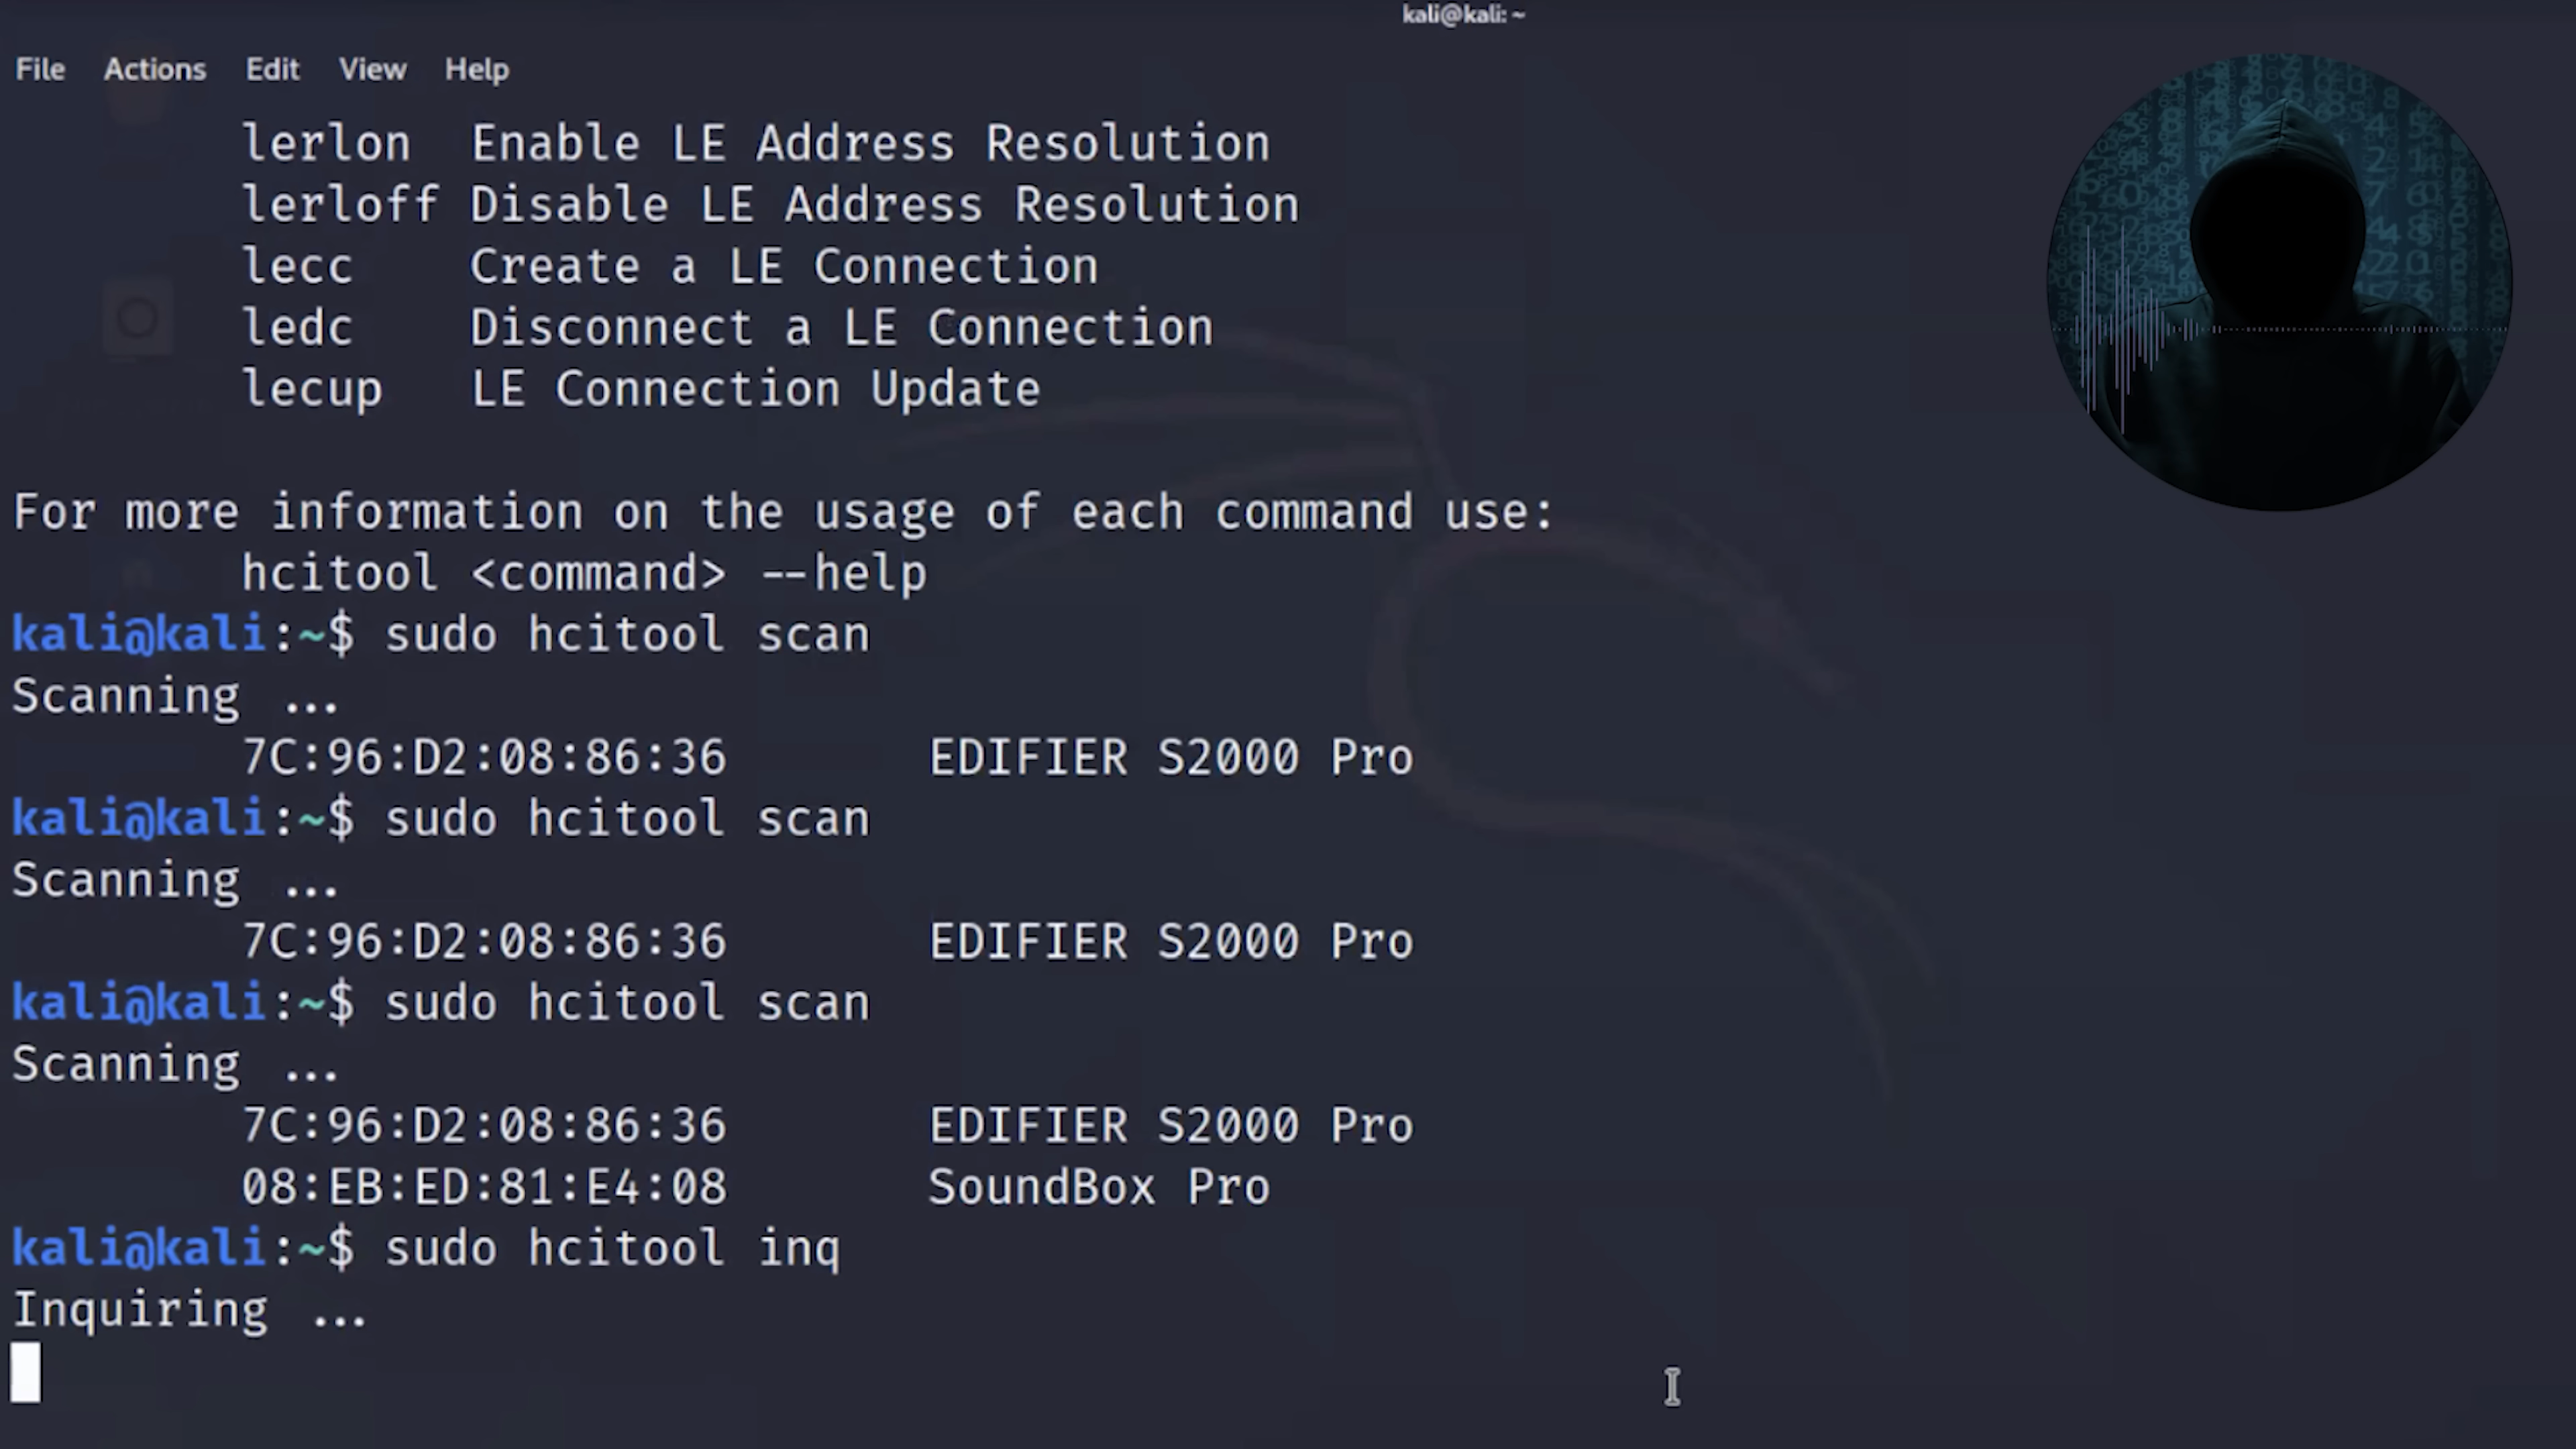 kali@kali: ~
File Actions Edit View Help
lerlon Enable LE Address Resolution
lerloff Disable LE Address Resolution
lecc Create a LE Connection
ledc Disconnect a LE Connection
lecup LE Connection Update
For more information on the usage of each command use:
hcitool <command> --help
kali@kali:~$ sudo hcitool scan
Scanning ...
7C:96:D2:08:86:36 EDIFIER S2000 Pro
kali@kali:~$ sudo hcitool scan
Scanning ...
7C:96:D2:08:86:36 EDIFIER S2000 Pro
kali@kali:~$ sudo hcitool scan
Scanning ...
7C:96:D2:08:86:36 EDIFIER S2000 Pro
08:EB:ED:81:E4:08 SoundBox Pro
kali@kali:~$ sudo hcitool inq
Inquiring ...